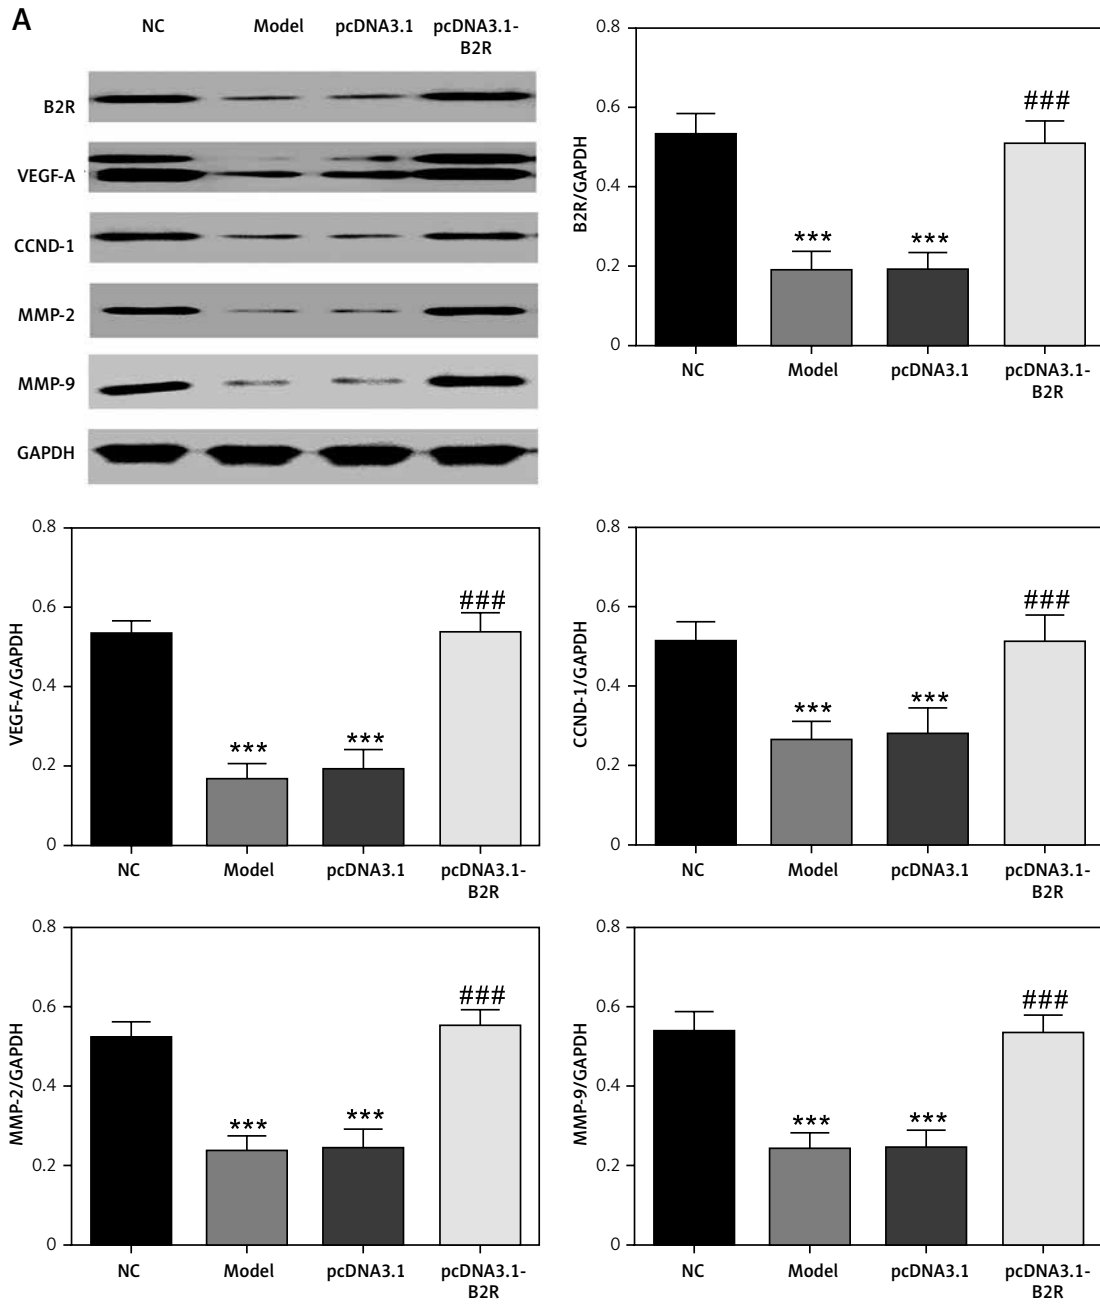 A
NC Model pcDNA3.1 pcDNA3.1-
B2R
B2R
VEGF-A
CCND-1
MMP-2
MMP-9
GAPDH
B2R/GAPDH
0.8
0.6
0.4
0.2
0
###
*** ***
NC Model pcDNA3.1 pcDNA3.1-
B2R
VEGF-A/GAPDH
0.8
0.6
0.4
0.2
0
###
*** ***
NC Model pcDNA3.1 pcDNA3.1-
B2R
CCND-1/GAPDH
0.8
0.6
0.4
0.2
0
###
*** ***
NC Model pcDNA3.1 pcDNA3.1-
B2R
MMP-2/GAPDH
0.8
0.6
0.4
0.2
0
###
*** ***
NC Model pcDNA3.1 pcDNA3.1-
B2R
MMP-9/GAPDH
0.8
0.6
0.4
0.2
0
###
*** ***
NC Model pcDNA3.1 pcDNA3.1-
B2R